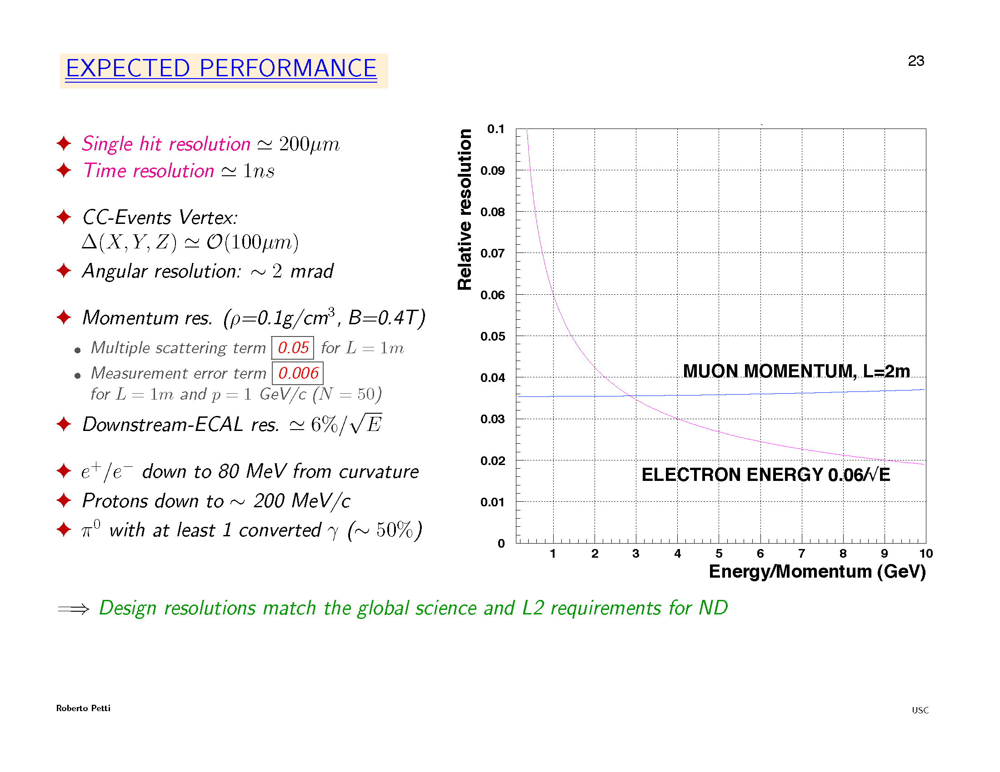 EXPECTED PERFORMANCE
23
✦ Single hit resolution ≃ 200μm
✦ Time resolution ≃ 1ns
✦ CC-Events Vertex:
Δ(X, Y, Z) ≃ 𝒪(100μm)
✦ Angular resolution: ∼ 2 mrad
✦ Momentum res. (ρ=0.1g/cm³, B=0.4T)
• Multiple scattering term 0.05 for L = 1m
• Measurement error term 0.006
for L = 1m and p = 1 GeV/c (N = 50)
✦ Downstream-ECAL res. ≃ 6%/√E
✦ e⁺/e⁻ down to 80 MeV from curvature
✦ Protons down to ∼ 200 MeV/c
✦ π⁰ with at least 1 converted γ (∼ 50%)
Relative resolution
0.1
0.09
0.08
0.07
0.06
0.05
0.04
0.03
0.02
0.01
0
MUON MOMENTUM, L=2m
ELECTRON ENERGY 0.06/√E
1 2 3 4 5 6 7 8 9 10
Energy/Momentum (GeV)
⟹ Design resolutions match the global science and L2 requirements for ND
Roberto Petti
USC